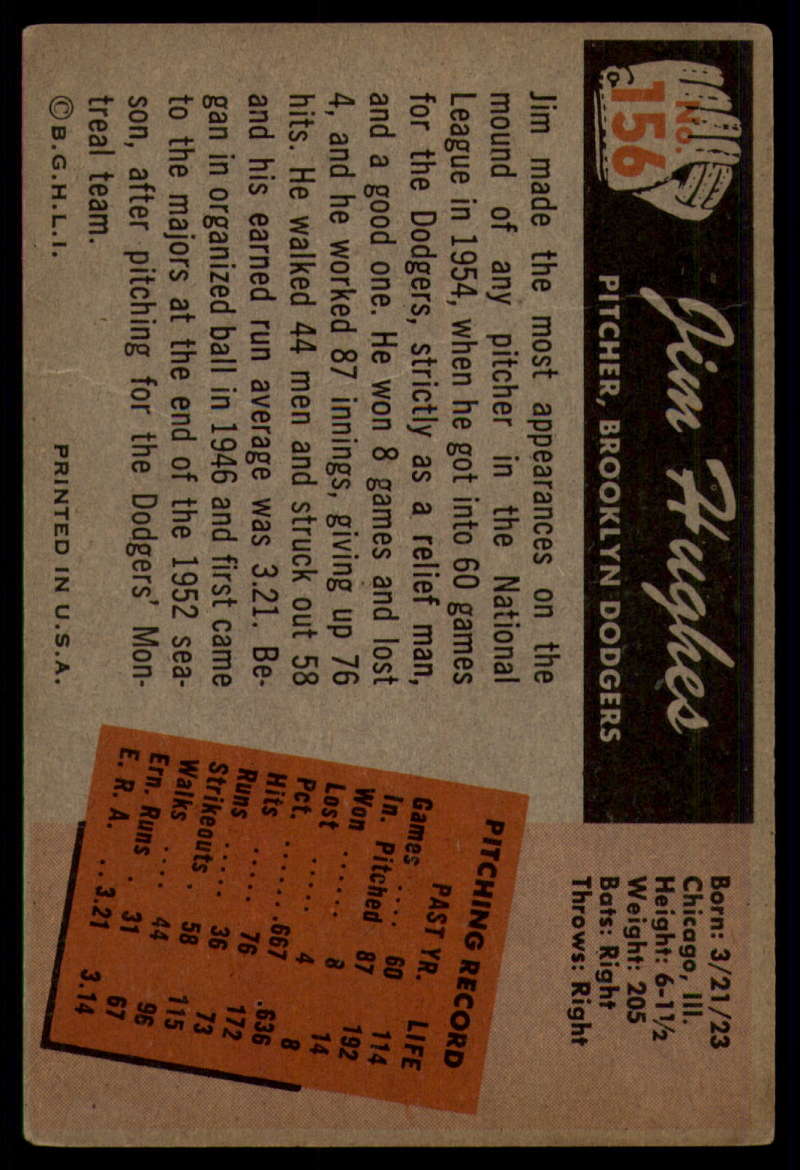 No.
156
Jim Hughes
PITCHER, BROOKLYN DODGERS
Born: 3/21/23
Chicago, Ill.
Height: 6-1½
Weight: 205
Bats: Right
Throws: Right
Jim made the most appearances on the
mound of any pitcher in the National
League in 1954, when he got into 60 games
for the Dodgers, strictly as a relief man,
and a good one. He won 8 games and lost
4, and he worked 87 innings, giving up 76
hits. He walked 44 men and struck out 58
and his earned run average was 3.21. Be-
gan in organized ball in 1946 and first came
to the majors at the end of the 1952 sea-
son, after pitching for the Dodgers' Mon-
treal team.
© B.G.H.L.I. PRINTED IN U.S.A.
PITCHING RECORD
PAST YR. LIFE
Games .... 60 114
In. Pitched 87 192
Won ...... 8 14
Lost ..... 4 8
Pct. ......667 .636
Hits ...... 76 172
Runs ..... 36 73
Strikeouts . 58 115
Walks .... 44 96
Ern. Runs . 31 67
E. R. A. ..3.21 3.14